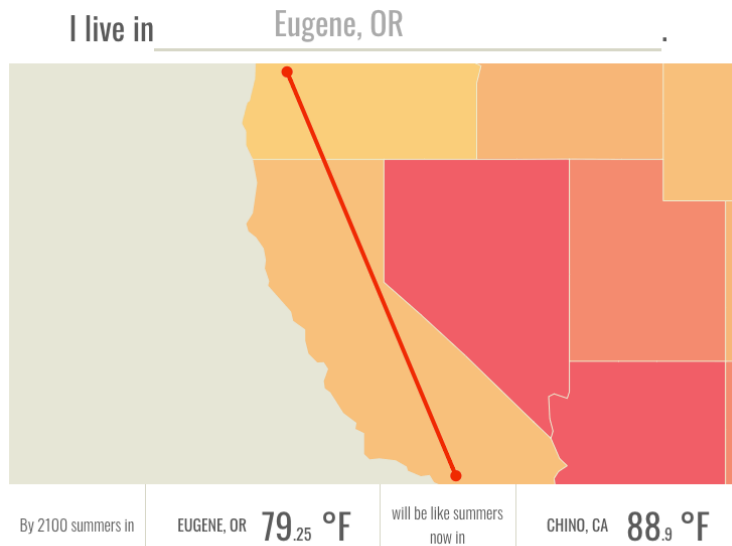 I live in Eugene, OR.
By 2100 summers in EUGENE, OR 79.25 °F will be like summers
now in CHINO, CA 88.9 °F